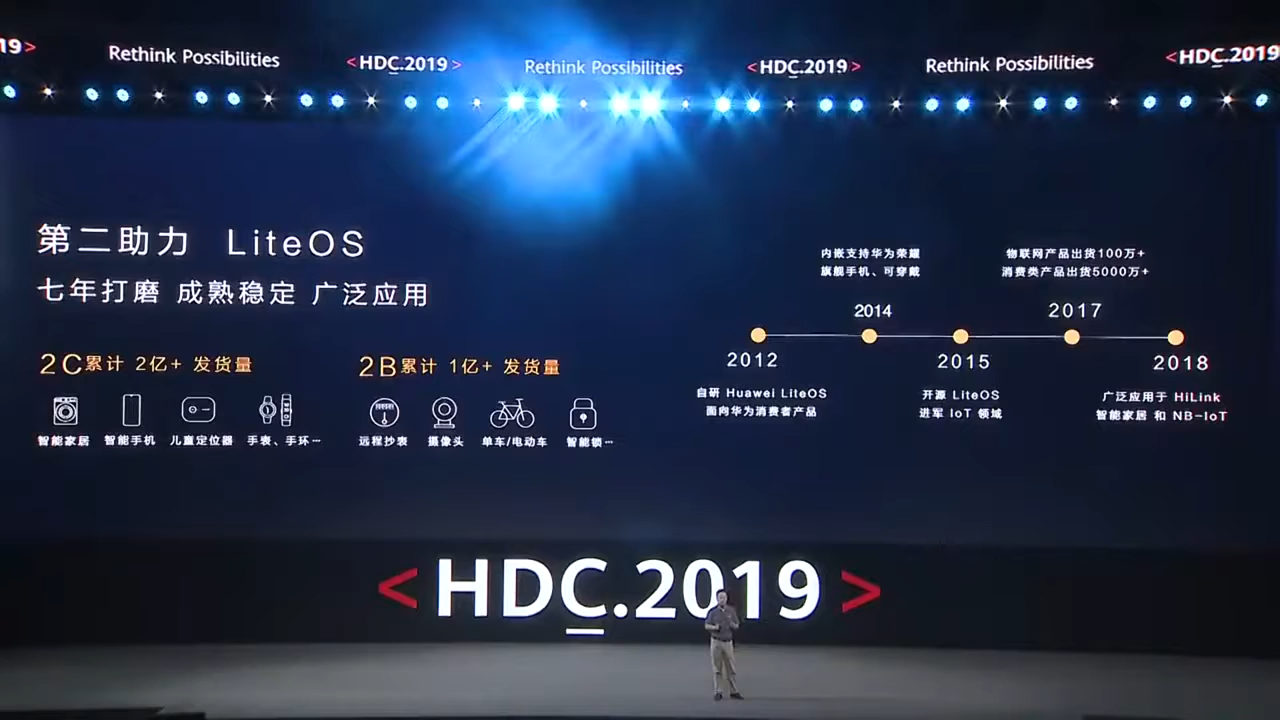 19>
Rethink Possibilities
<HDC.2019>
Rethink Possibilities
<HDC.2019>
Rethink Possibilities
<HDC.2019
第二助力 LiteOS
七年打磨 成熟稳定 广泛应用
2C累计 2亿+ 发货量
智能家居
智能手机
儿童定位器
手表、手环…
2B累计 1亿+ 发货量
远程抄表
摄像头
单车/电动车
智能锁…
2012
自研 Huawei LiteOS
面向华为消费者产品
内嵌支持华为荣耀
旗舰手机、可穿戴
2014
2015
开源 LiteOS
进军 IoT 领域
物联网产品出货100万+
消费类产品出货5000万+
2017
2018
广泛应用于 HiLink
智能家居 和 NB-IoT
<HDC.2019>